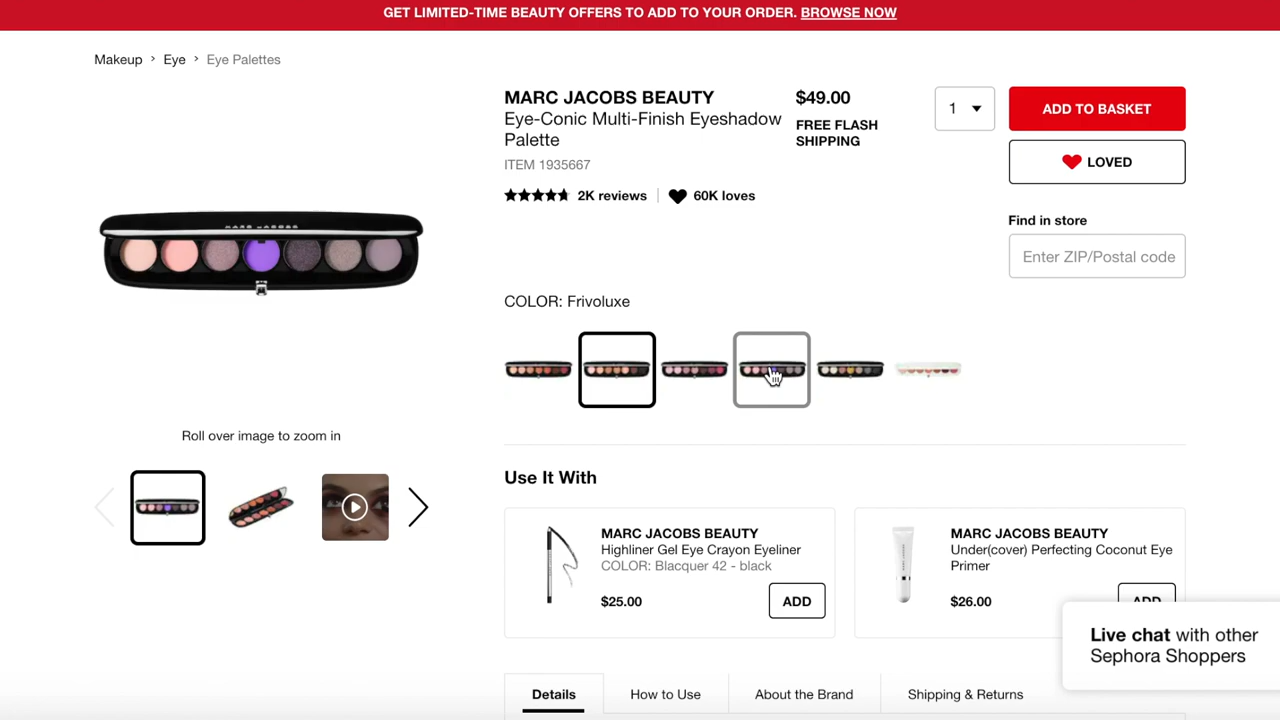 GET LIMITED-TIME BEAUTY OFFERS TO ADD TO YOUR ORDER. BROWSE NOW
Makeup > Eye > Eye Palettes
MARC JACOBS BEAUTY
Eye-Conic Multi-Finish Eyeshadow
Palette
ITEM 1935667
2K reviews
60K loves
$49.00
FREE FLASH
SHIPPING
1
ADD TO BASKET
LOVED
Find in store
Enter ZIP/Postal code
MARC JACOBS
COLOR: Frivoluxe
Roll over image to zoom in
Use It With
MARC JACOBS BEAUTY
Highliner Gel Eye Crayon Eyeliner
COLOR: Blacquer 42 - black
$25.00
ADD
MARC JACOBS BEAUTY
Under(cover) Perfecting Coconut Eye
Primer
$26.00
ADD
Live chat with other
Sephora Shoppers
Details
How to Use
About the Brand
Shipping & Returns